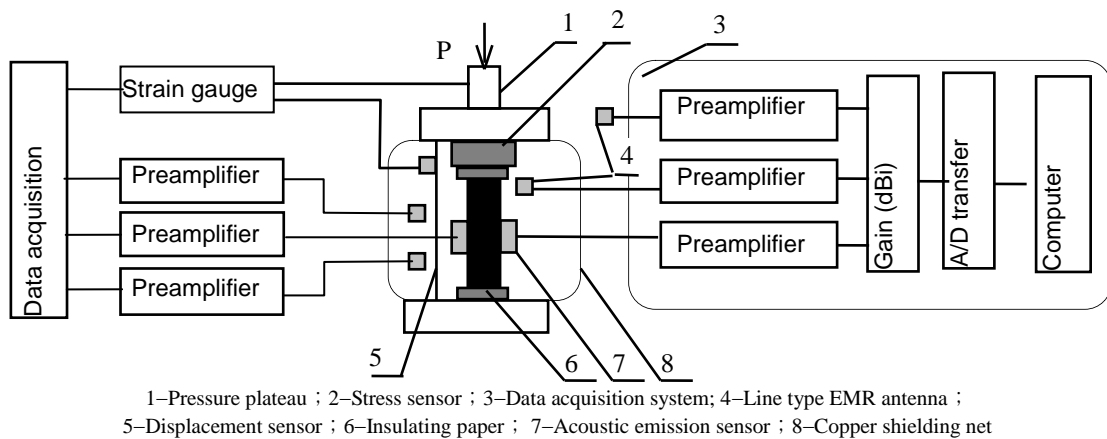 P
1
2
3
Strain gauge
Data acquisition
Preamplifier
Preamplifier
Preamplifier
4
Preamplifier
Preamplifier
Preamplifier
Gain (dBi)
A/D transfer
Computer
5
6
7
8
1–Pressure plateau；2–Stress sensor；3–Data acquisition system; 4–Line type EMR antenna；
5–Displacement sensor；6–Insulating paper； 7–Acoustic emission sensor；8–Copper shielding net